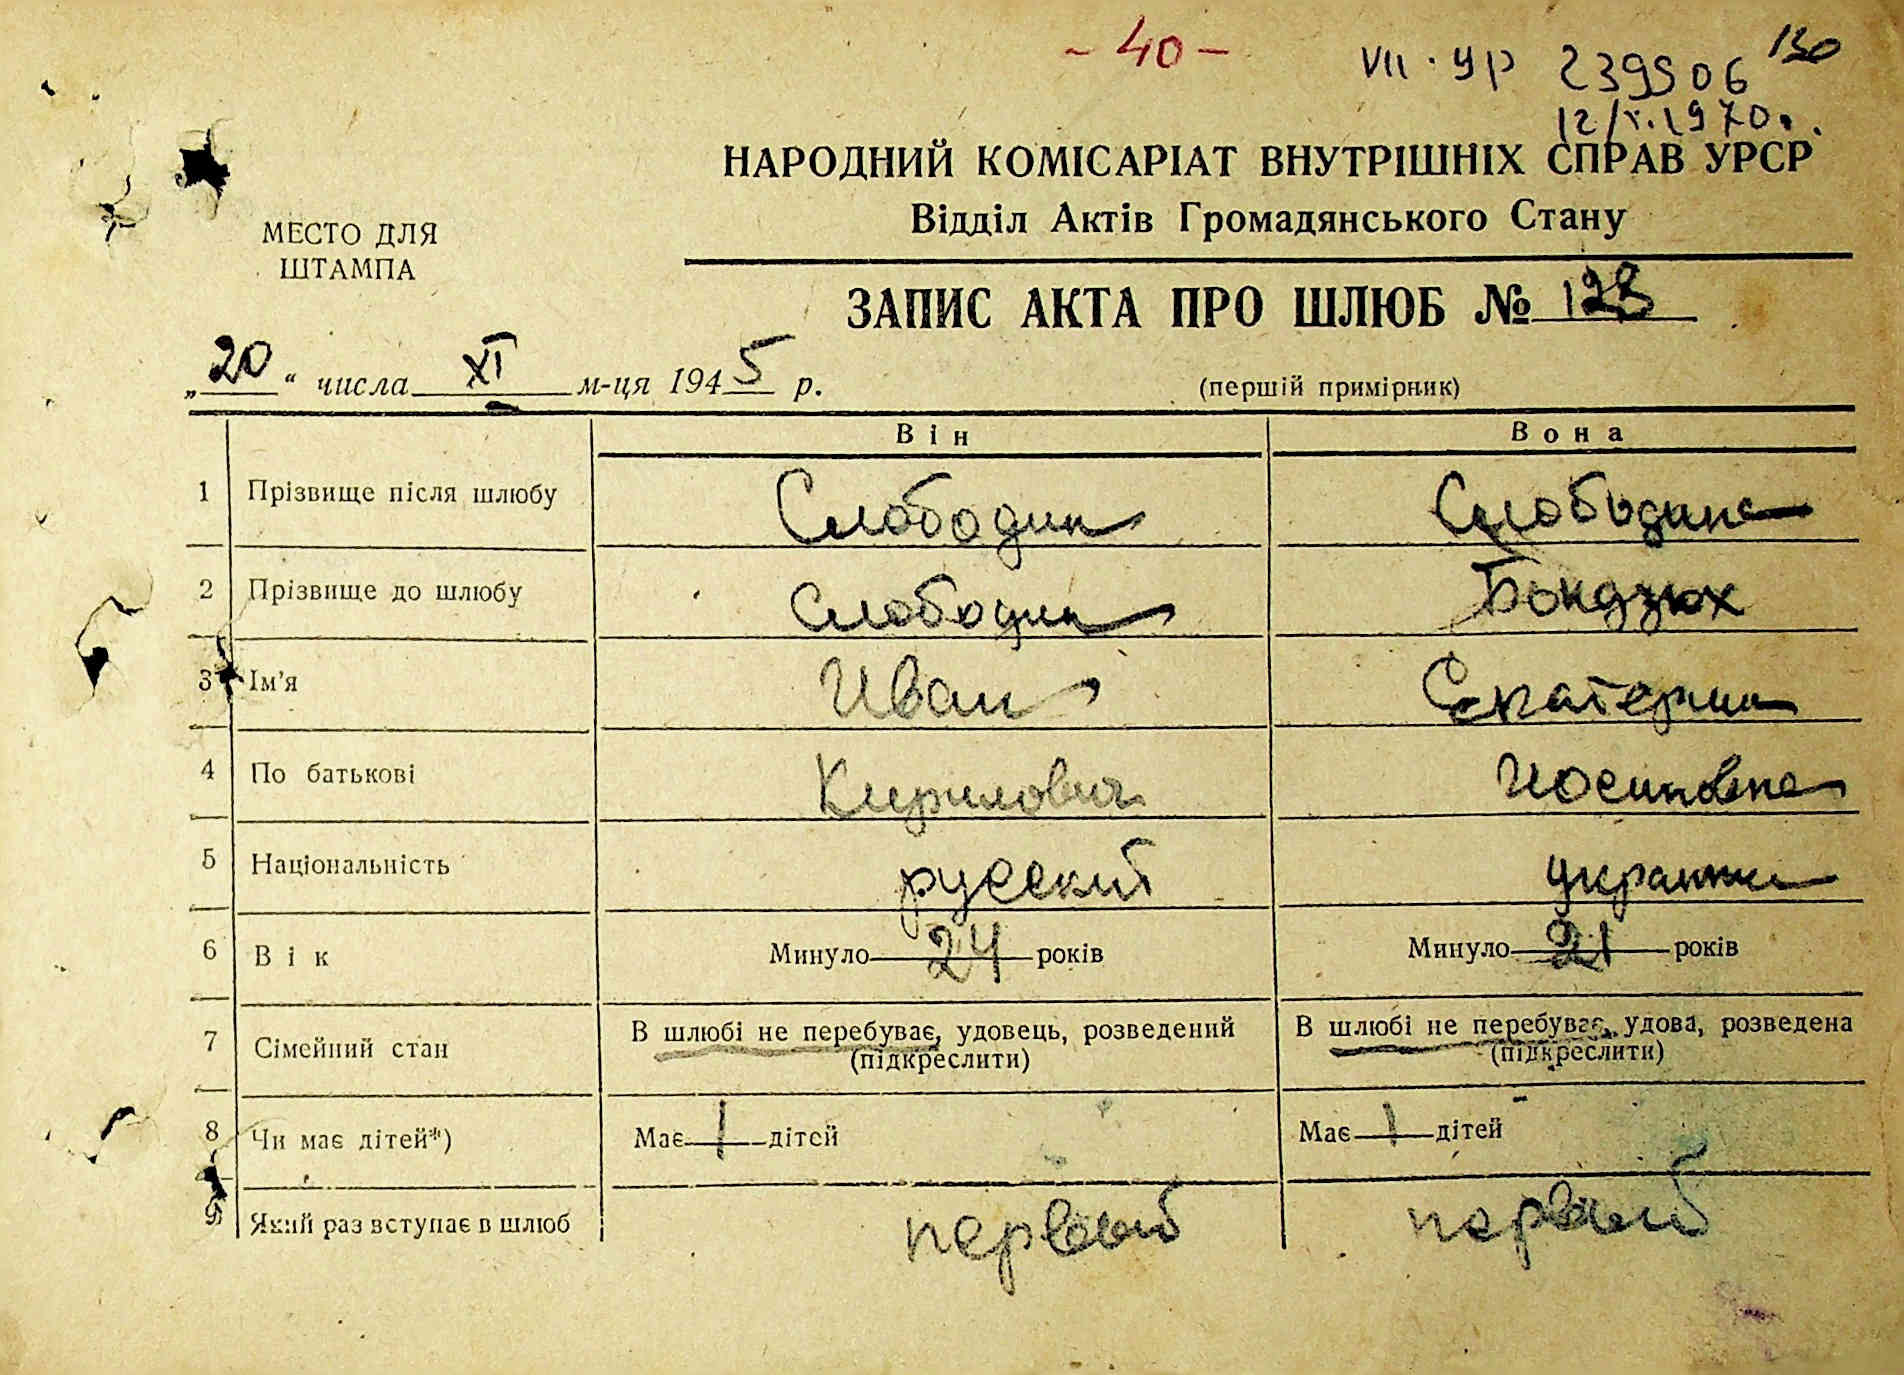 - 40 -
VII · УР 239906 130
12/X.1970.
НАРОДНИЙ КОМІСАРІАТ ВНУТРІШНІХ СПРАВ УРСР
Відділ Актів Громадянського Стану
МЕСТО ДЛЯ
ШТАМПА
ЗАПИС АКТА ПРО ШЛЮБ № 123
„20“ числа XI м-ця 1945 р.
(першій примірник)
Він Вона
1 Прізвище після шлюбу Слободин Слободина
2 Прізвище до шлюбу Слободин Бондзюх
3 Ім'я Иван Екатерина
4 По батькові Кирилович Иосиповна
5 Національність русский украинка
6 Вік Минуло 24 років Минуло 21 років
7 Сімейний стан В шлюбі не перебуває, удовець, розведений (підкреслити) В шлюбі не перебуває, удова, розведена (підкреслити)
8 Чи має дітей*) Має 1 дітей Має 1 дітей
9 Який раз вступає в шлюб первый первый